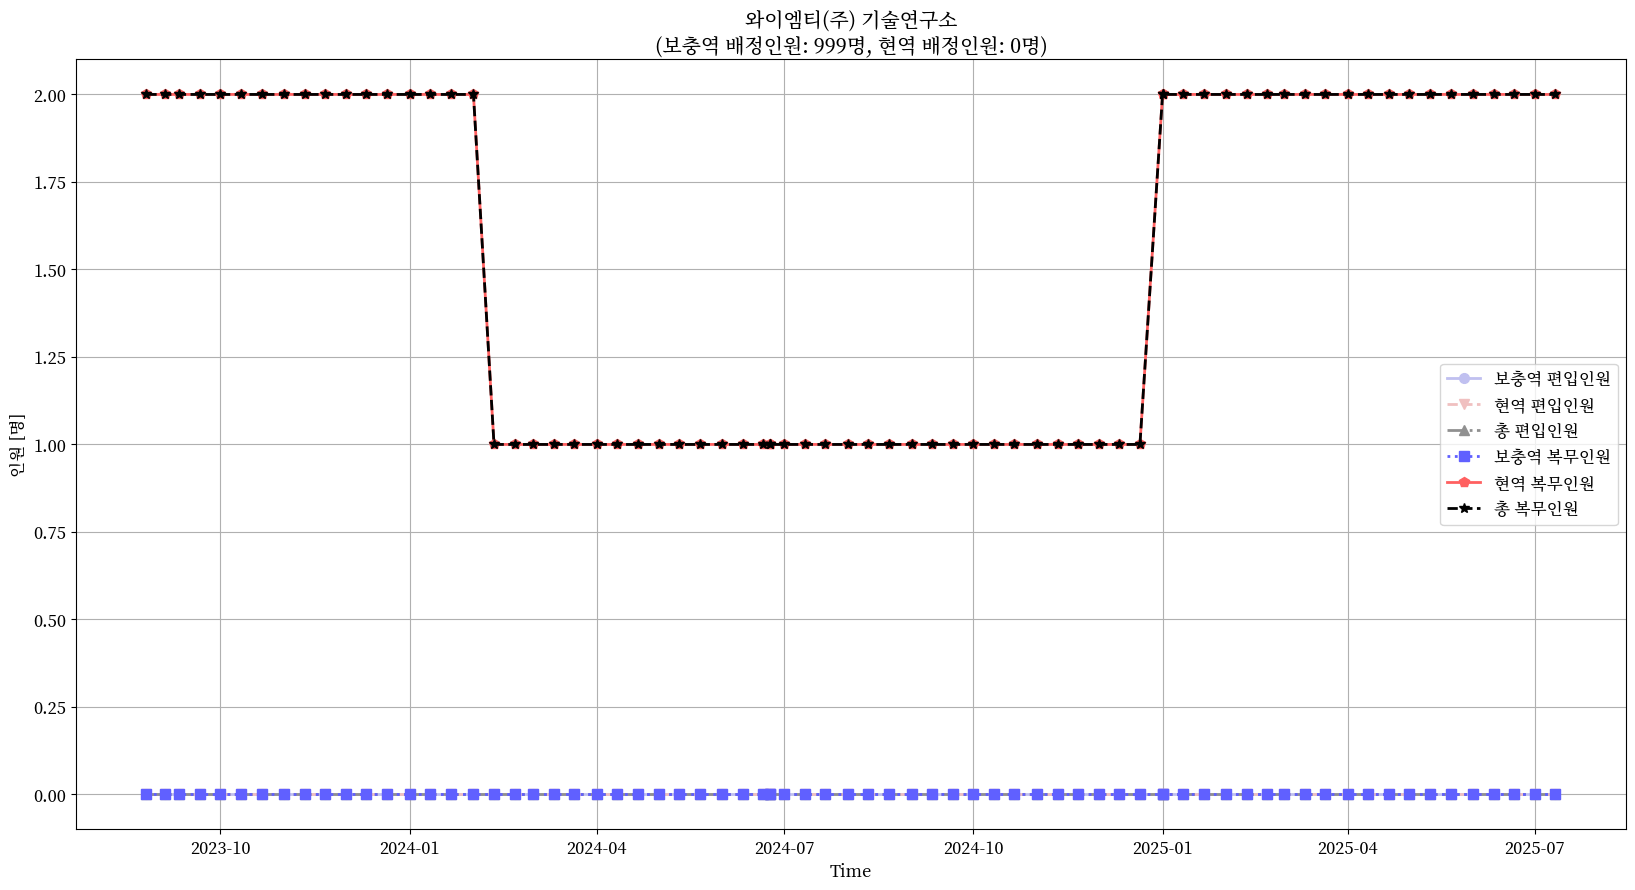 와이엠티(주) 기술연구소
(보충역 배정인원: 999명, 현역 배정인원: 0명)
2.00
1.75
1.50
1.25
1.00
0.75
0.50
0.25
0.00
인원 [명]
보충역 편입인원
현역 편입인원
총 편입인원
보충역 복무인원
현역 복무인원
총 복무인원
2023-10
2024-01
2024-04
2024-07
2024-10
2025-01
2025-04
2025-07
Time